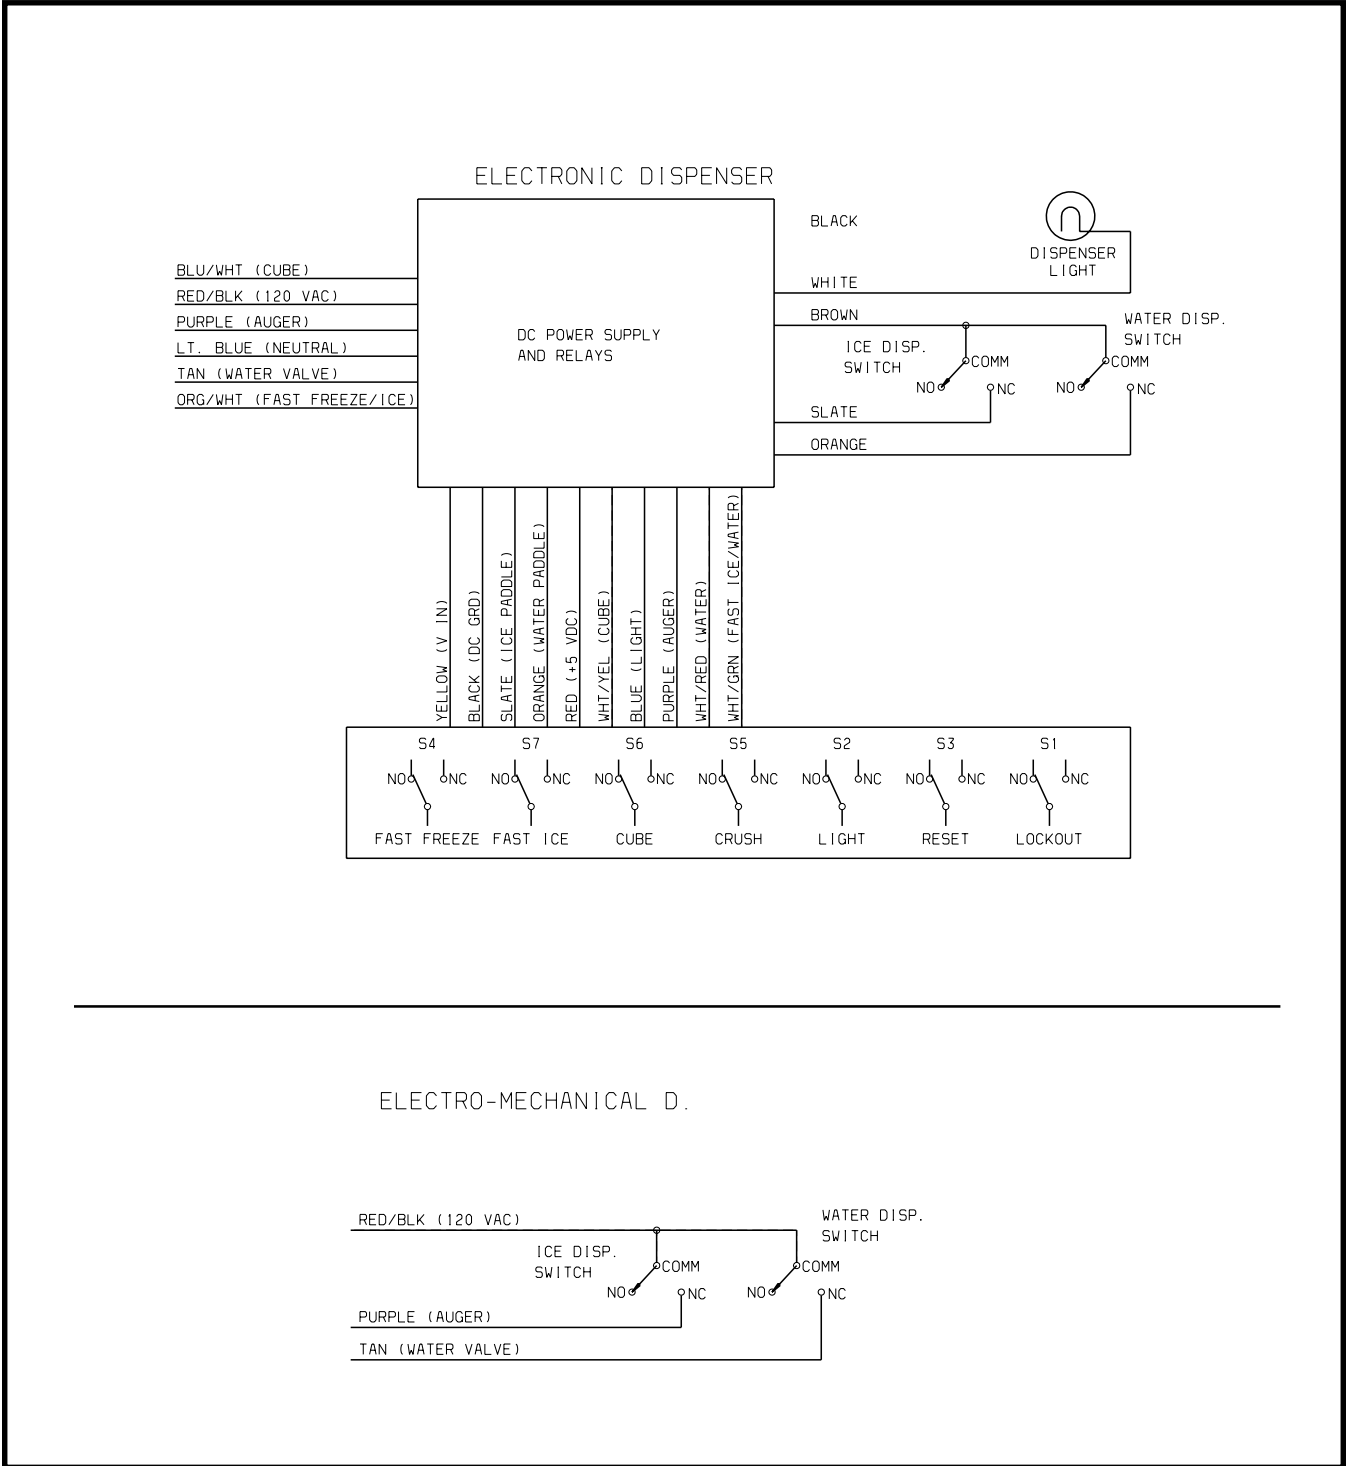 ELECTRONIC DISPENSER
BLACK
DISPENSER
LIGHT
BLU/WHT (CUBE)
RED/BLK (120 VAC)
PURPLE (AUGER)
LT. BLUE (NEUTRAL)
TAN (WATER VALVE)
ORG/WHT (FAST FREEZE/ICE)
DC POWER SUPPLY
AND RELAYS
WHITE
BROWN
ICE DISP.
SWITCH
COMM
NO
NC
WATER DISP.
SWITCH
COMM
NO
NC
SLATE
ORANGE
YELLOW (V IN)
BLACK (DC GRD)
SLATE (ICE PADDLE)
ORANGE (WATER PADDLE)
RED (+5 VDC)
WHT/YEL (CUBE)
BLUE (LIGHT)
PURPLE (AUGER)
WHT/RED (WATER)
WHT/GRN (FAST ICE/WATER)
S4 S7 S6 S5 S2 S3 S1
NO NC NO NC NO NC NO NC NO NC NO NC NO NC
FAST FREEZE FAST ICE CUBE CRUSH LIGHT RESET LOCKOUT
ELECTRO-MECHANICAL D.
RED/BLK (120 VAC)
ICE DISP.
SWITCH
COMM
NO
NC
WATER DISP.
SWITCH
COMM
NO
NC
PURPLE (AUGER)
TAN (WATER VALVE)